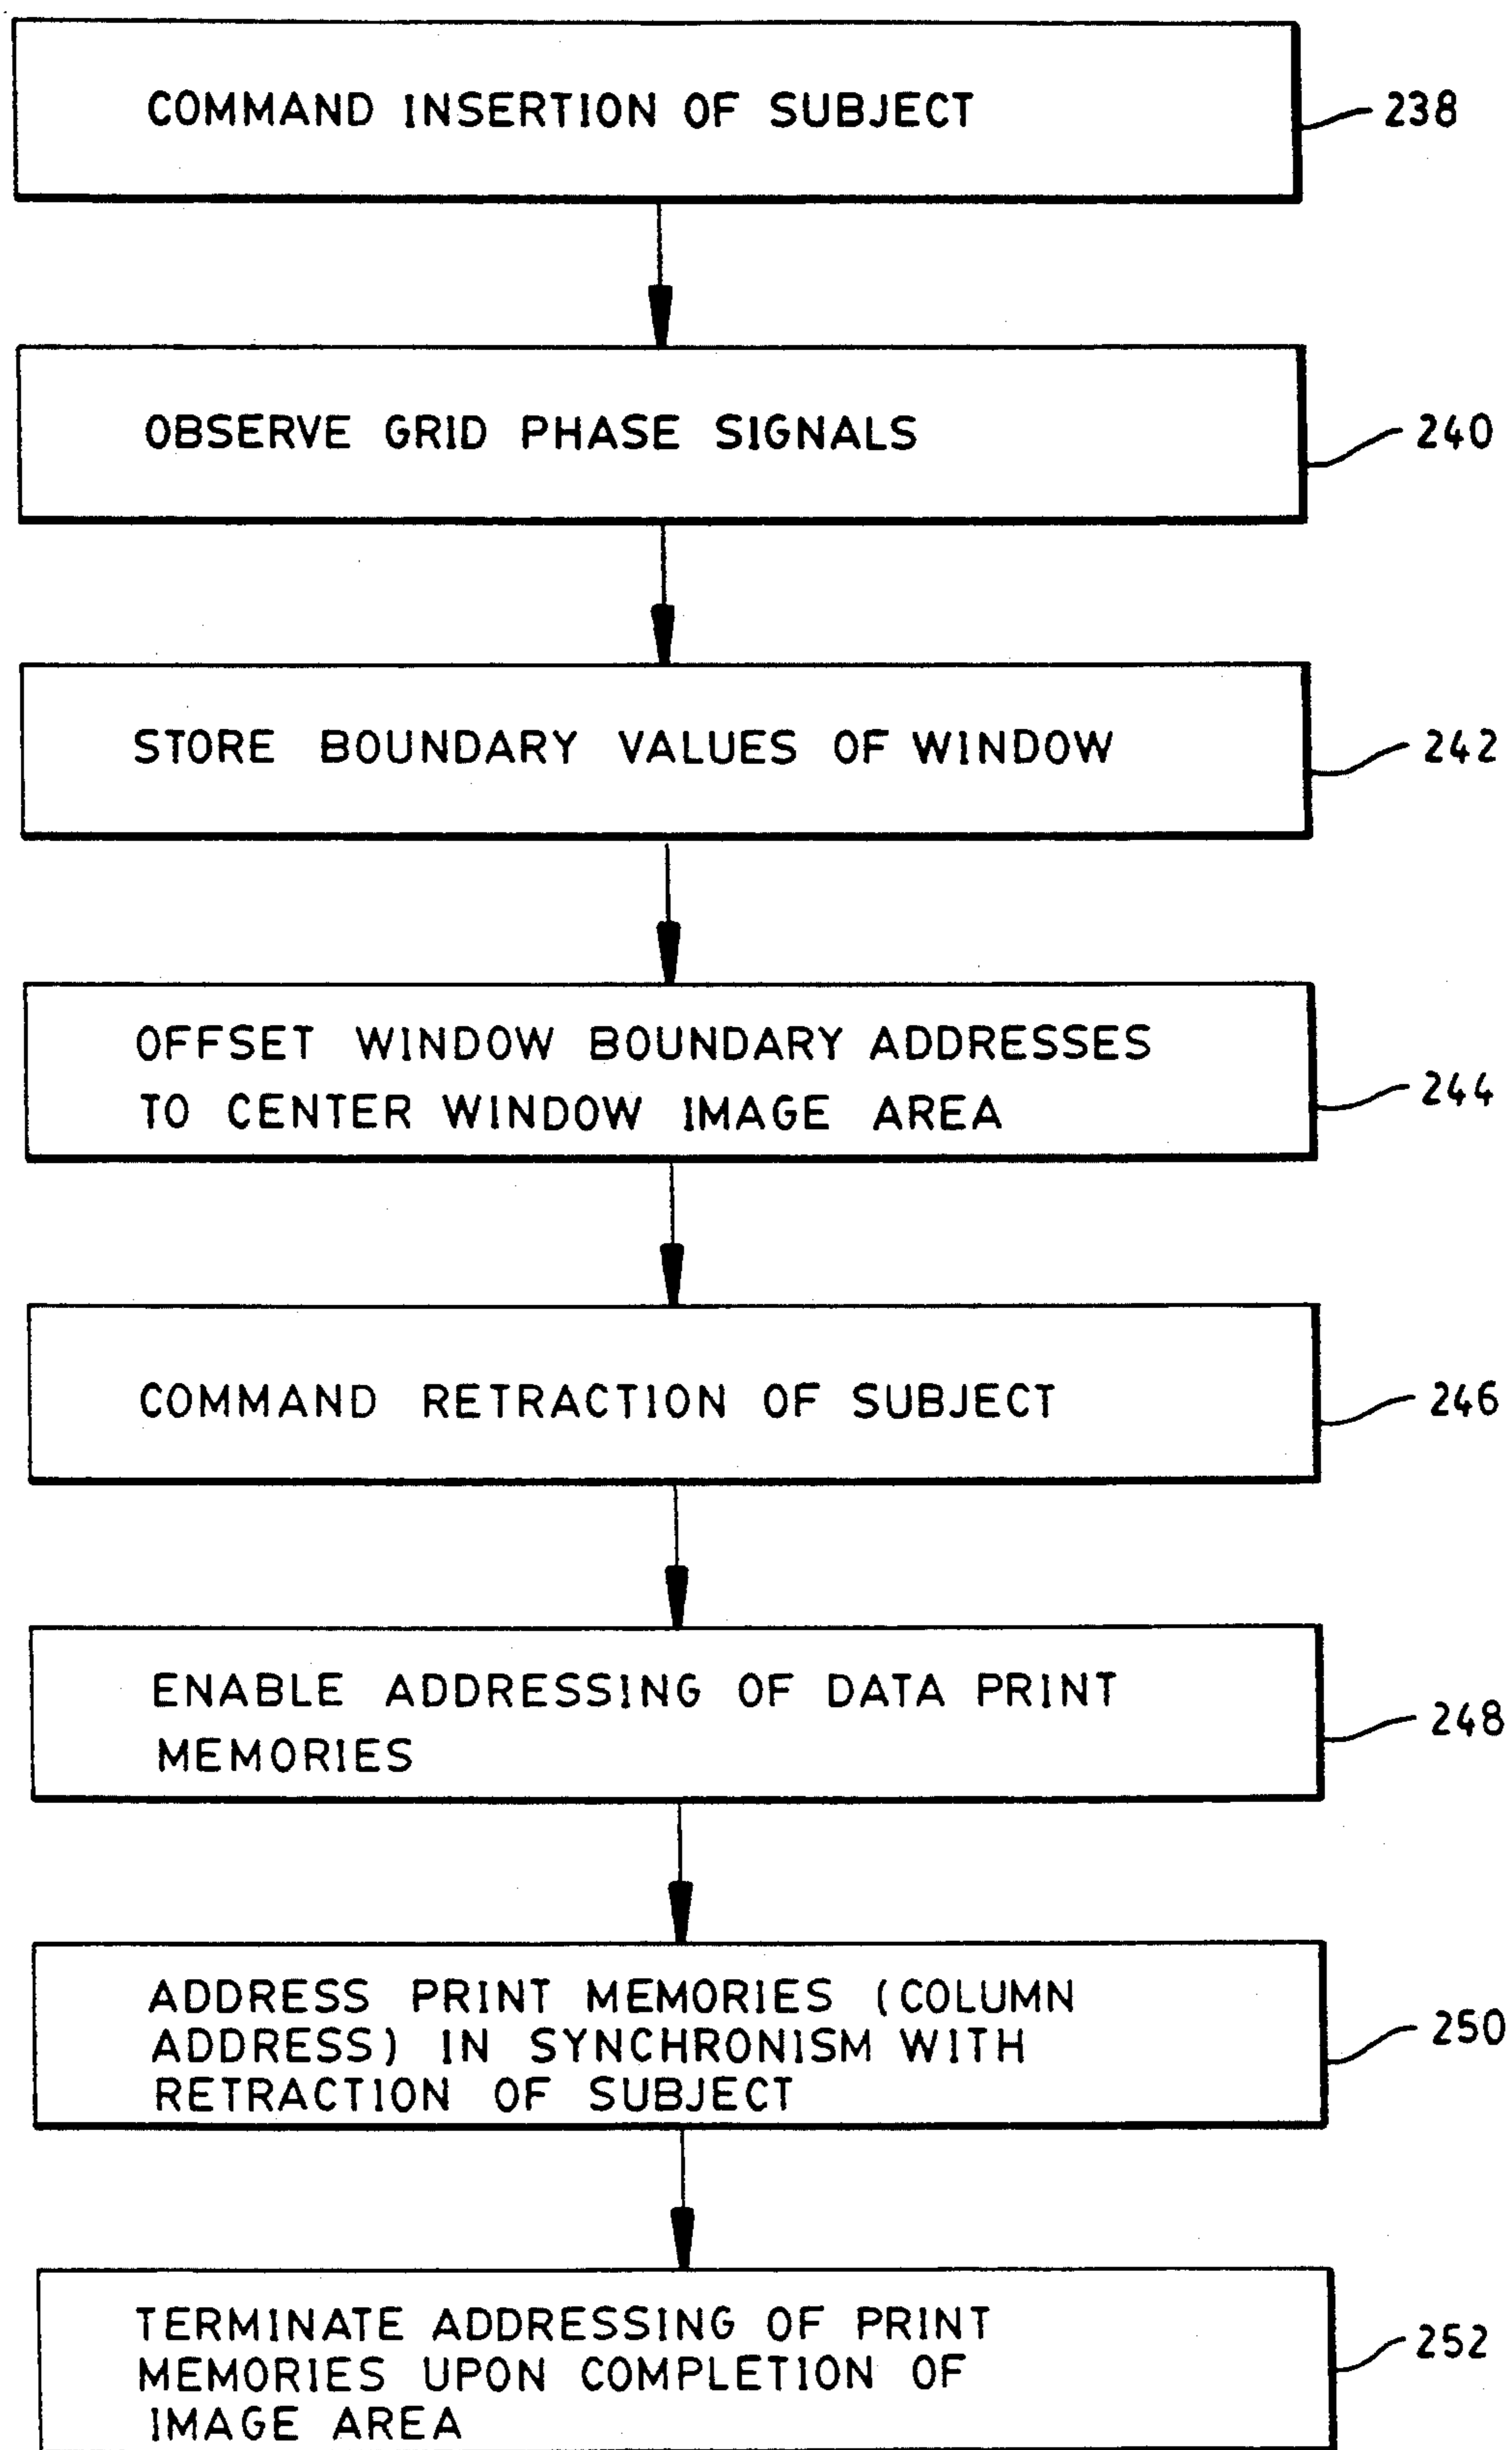 COMMAND INSERTION OF SUBJECT
238
OBSERVE GRID PHASE SIGNALS
240
STORE BOUNDARY VALUES OF WINDOW
242
OFFSET WINDOW BOUNDARY ADDRESSES
TO CENTER WINDOW IMAGE AREA
244
COMMAND RETRACTION OF SUBJECT
246
ENABLE ADDRESSING OF DATA PRINT
MEMORIES
248
ADDRESS PRINT MEMORIES (COLUMN
ADDRESS) IN SYNCHRONISM WITH
RETRACTION OF SUBJECT
250
TERMINATE ADDRESSING OF PRINT
MEMORIES UPON COMPLETION OF
IMAGE AREA
252